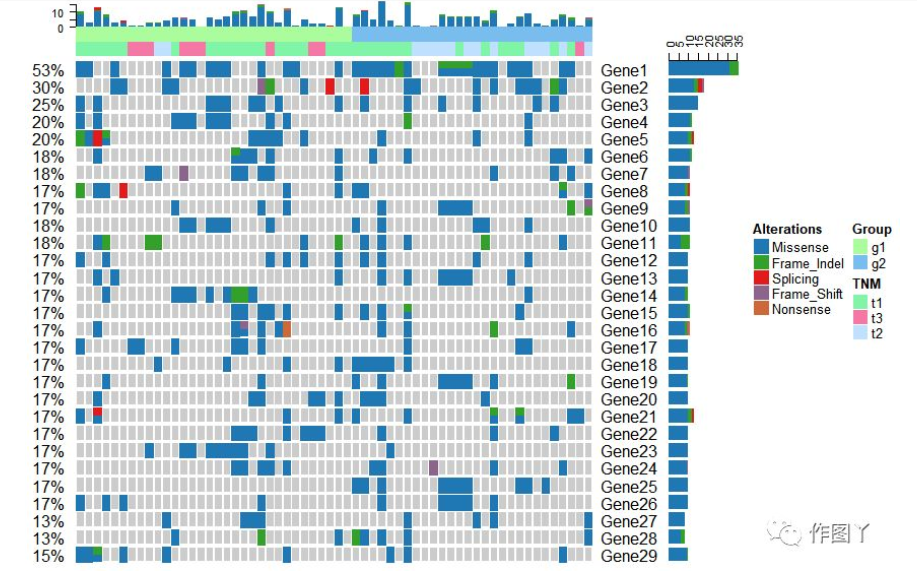 10
0
0 5 10 15 20 25 30 35
53% Gene1
30% Gene2
25% Gene3
20% Gene4
20% Gene5
18% Gene6
18% Gene7
17% Gene8
17% Gene9
18% Gene10
18% Gene11
17% Gene12
17% Gene13
17% Gene14
17% Gene15
17% Gene16
17% Gene17
17% Gene18
17% Gene19
17% Gene20
17% Gene21
17% Gene22
17% Gene23
17% Gene24
17% Gene25
17% Gene26
13% Gene27
13% Gene28
15% Gene29
Alterations
Missense
Frame_Indel
Splicing
Frame_Shift
Nonsense
Group
g1
g2
TNM
t1
t3
t2
作图丫